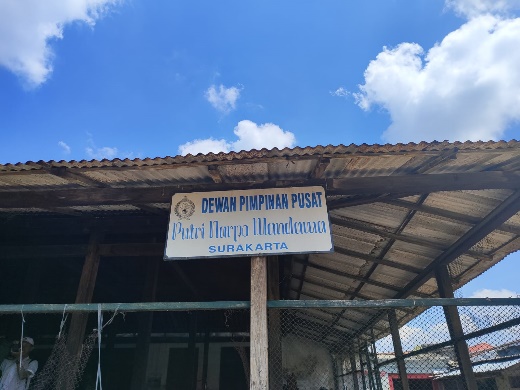 DEWAN PIMPINAN PUSAT
Putri Narpa Wandawa
SURAKARTA